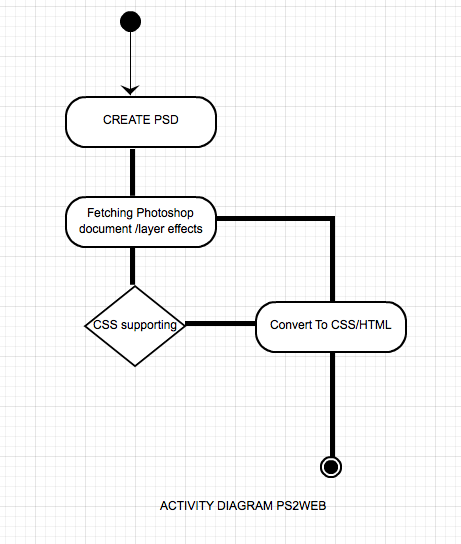 CREATE PSD
Fetching Photoshop
document /layer effects
CSS supporting
Convert To CSS/HTML
ACTIVITY DIAGRAM PS2WEB